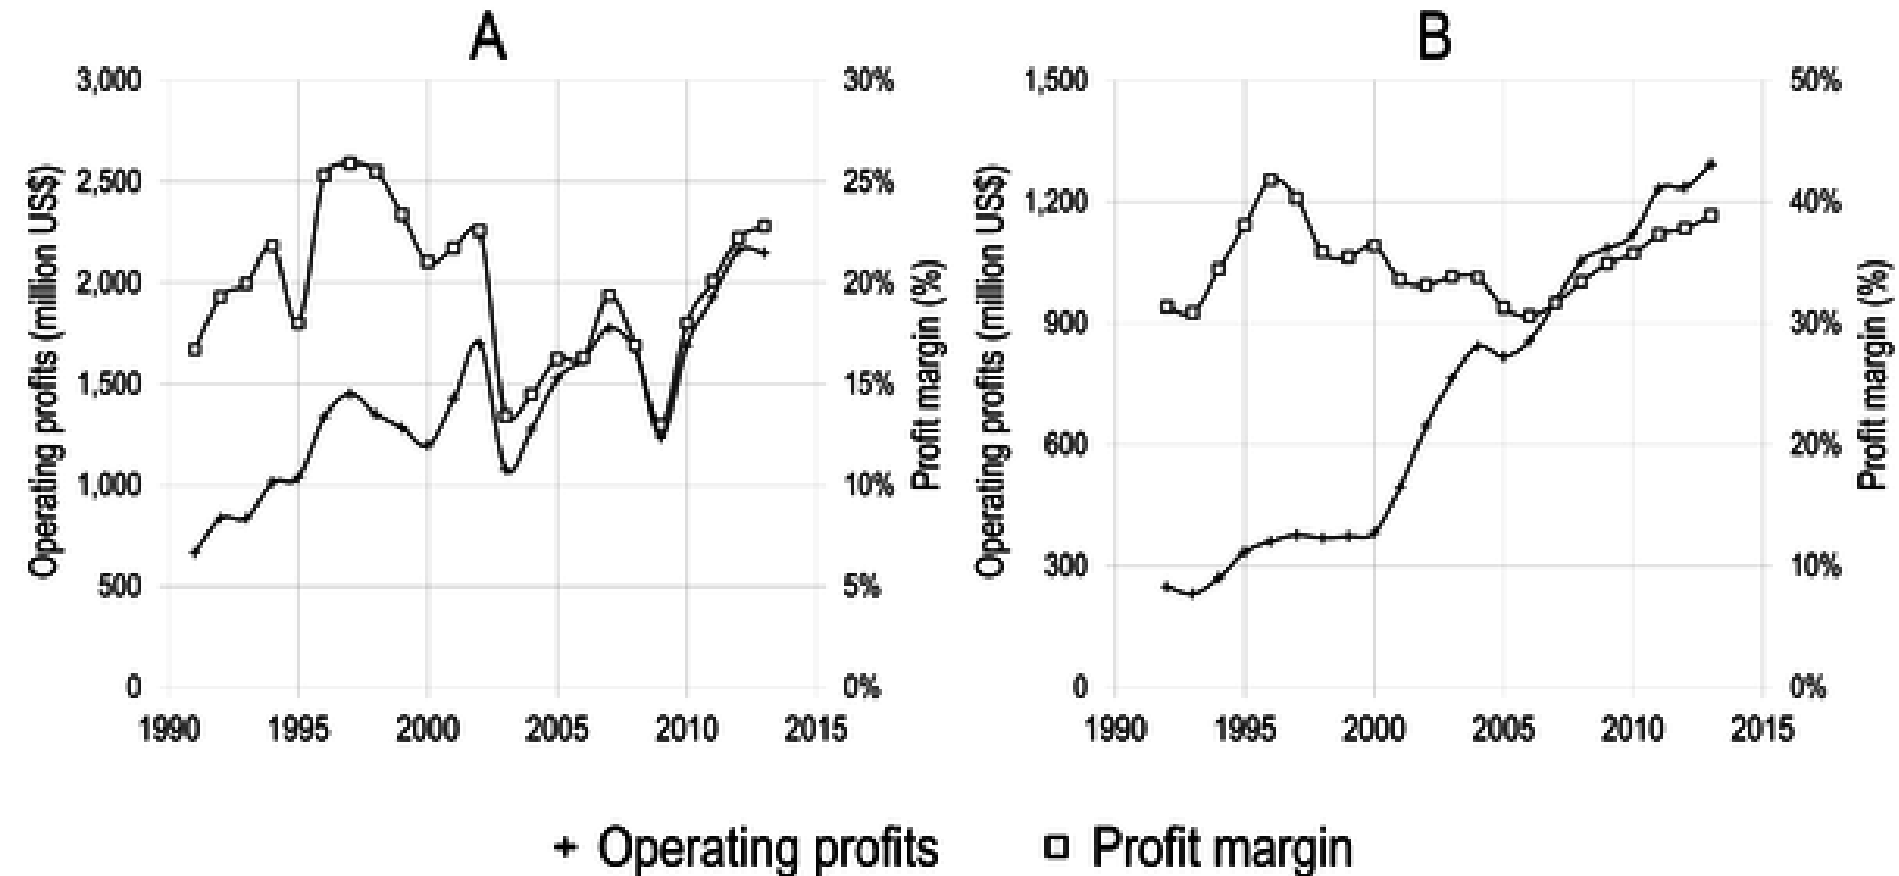 A
3,000
2,500
2,000
1,500
1,000
500
0
Operating profits (million US$)
30%
25%
20%
15%
10%
5%
0%
Profit margin (%)
1990 1995 2000 2005 2010 2015
B
1,500
1,200
900
600
300
0
Operating profits (million US$)
50%
40%
30%
20%
10%
0%
Profit margin (%)
1990 1995 2000 2005 2010 2015
Operating profits
Profit margin